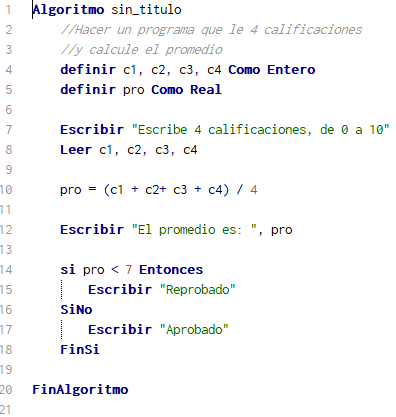 1 Algoritmo sin_titulo
2 //Hacer un programa que le 4 calificaciones
3 //y calcule el promedio
4 definir c1, c2, c3, c4 Como Entero
5 definir pro Como Real
6
7 Escribir "Escribe 4 calificaciones, de 0 a 10"
8 Leer c1, c2, c3, c4
9
10 pro = (c1 + c2+ c3 + c4) / 4
11
12 Escribir "El promedio es: ", pro
13
14 si pro < 7 Entonces
15 Escribir "Reprobado"
16 SiNo
17 Escribir "Aprobado"
18 FinSi
19
20 FinAlgoritmo
21